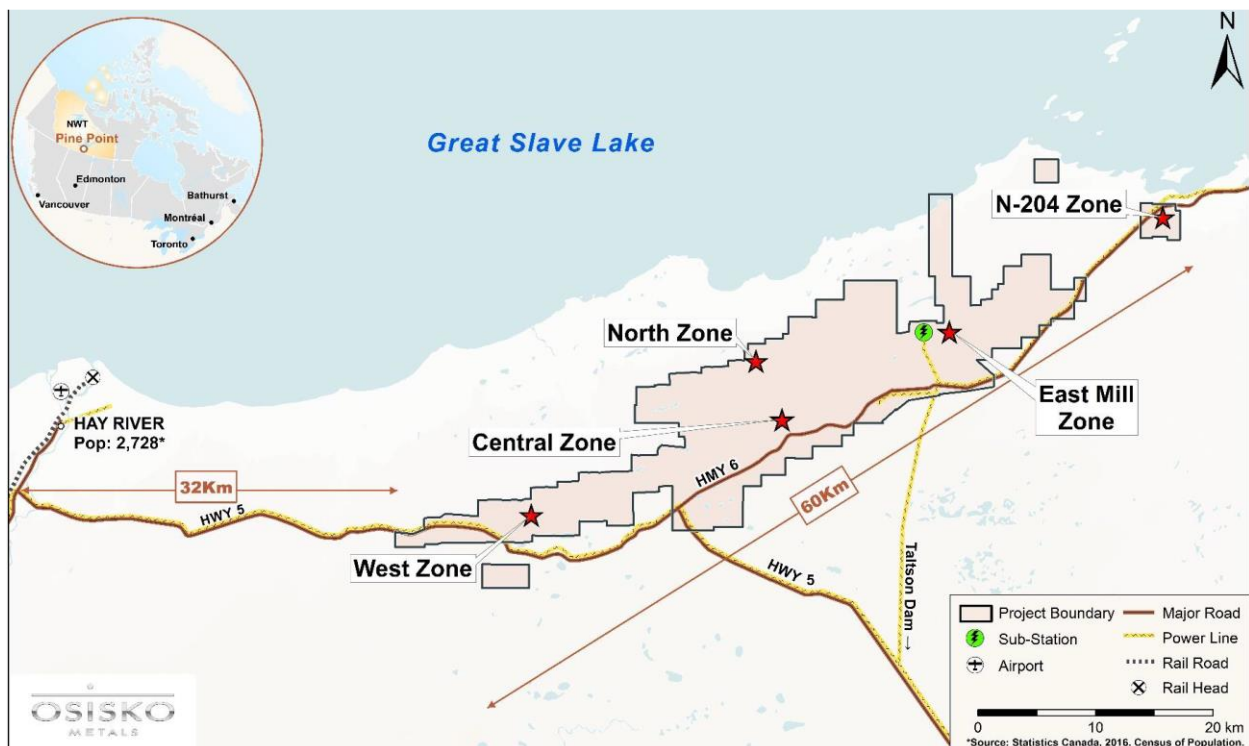 NWT
Pine Point
Edmonton
Vancouver
Bathurst
Montréal
Toronto
N
Great Slave Lake
N-204 Zone
North Zone
East Mill
Zone
HAY RIVER
Pop: 2,728*
Central Zone
32Km
HWY 5
HMY 6
60Km
West Zone
HWY 5
Taltson Dam →
Project Boundary
Sub-Station
Airport
Major Road
Power Line
Rail Road
Rail Head
0 10 20 km
*Source: Statistics Canada, 2016, Census of Population.
OSISKO
METALS